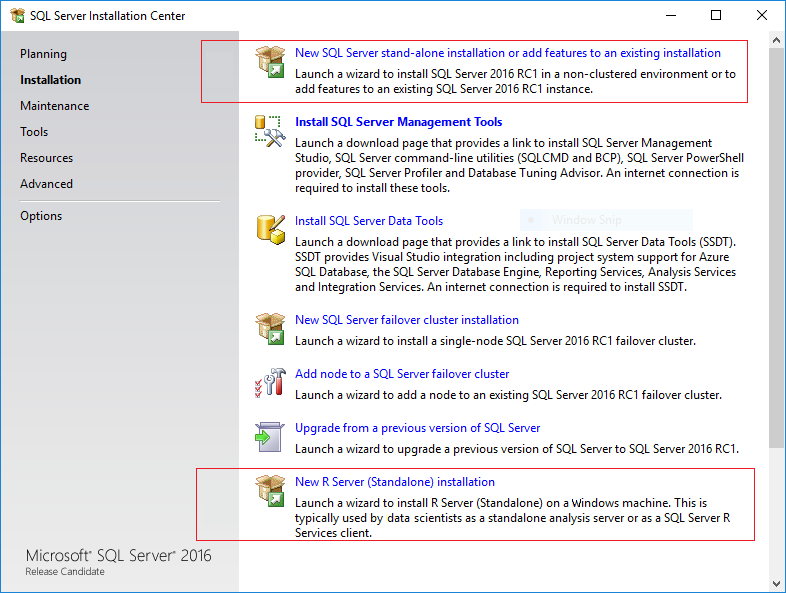 SQL Server Installation Center
Planning
Installation
Maintenance
Tools
Resources
Advanced
Options
New SQL Server stand-alone installation or add features to an existing installation
Launch a wizard to install SQL Server 2016 RC1 in a non-clustered environment or to
add features to an existing SQL Server 2016 RC1 instance.
Install SQL Server Management Tools
Launch a download page that provides a link to install SQL Server Management
Studio, SQL Server command-line utilities (SQLCMD and BCP), SQL Server PowerShell
provider, SQL Server Profiler and Database Tuning Advisor. An internet connection is
required to install these tools.
Install SQL Server Data Tools
Window Snip
Launch a download page that provides a link to install SQL Server Data Tools (SSDT).
SSDT provides Visual Studio integration including project system support for Azure
SQL Database, the SQL Server Database Engine, Reporting Services, Analysis Services
and Integration Services. An internet connection is required to install SSDT.
New SQL Server failover cluster installation
Launch a wizard to install a single-node SQL Server 2016 RC1 failover cluster.
Add node to a SQL Server failover cluster
Launch a wizard to add a node to an existing SQL Server 2016 RC1 failover cluster.
Upgrade from a previous version of SQL Server
Launch a wizard to upgrade a previous version of SQL Server to SQL Server 2016 RC1.
New R Server (Standalone) installation
Launch a wizard to install R Server (Standalone) on a Windows machine. This is
typically used by data scientists as a standalone analysis server or as a SQL Server R
Services client.
Microsoft® SQL Server® 2016
Release Candidate